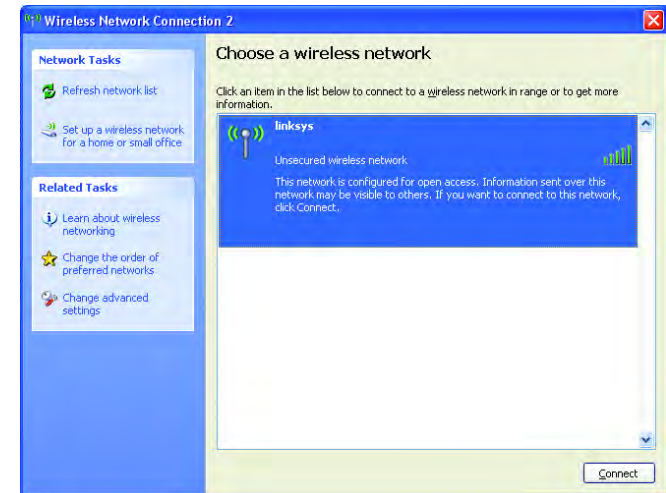 Wireless Network Connection 2
Network Tasks
Refresh network list
Set up a wireless network
for a home or small office
Related Tasks
Learn about wireless
networking
Change the order of
preferred networks
Change advanced
settings
Choose a wireless network
Click an item in the list below to connect to a wireless network in range or to get more
information.
linksys
Unsecured wireless network
This network is configured for open access. Information sent over this
network may be visible to others. If you want to connect to this network,
click Connect.
Connect